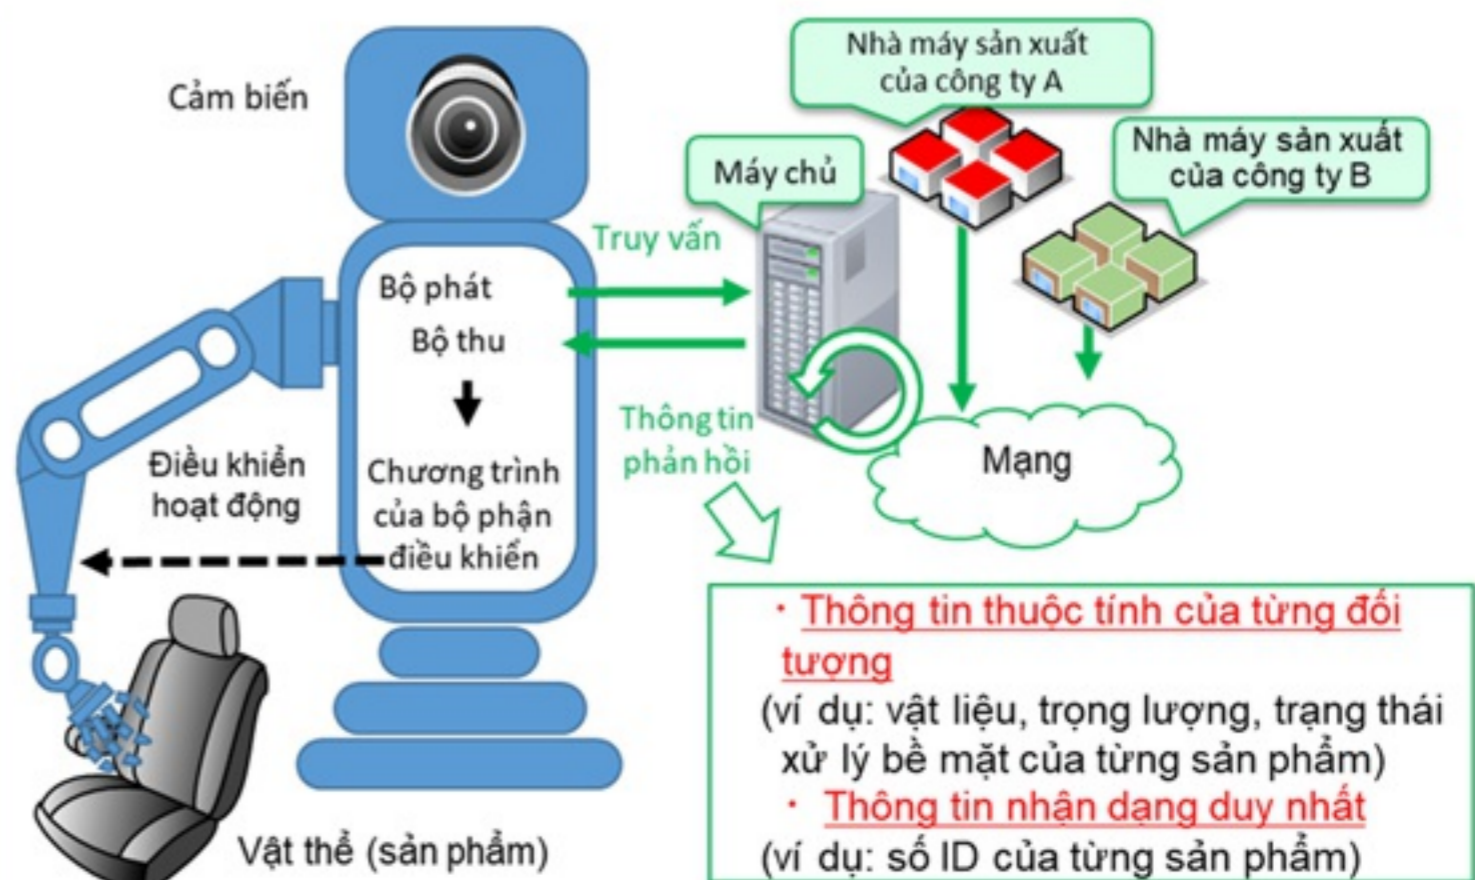 Cảm biến
Nhà máy sản xuất
của công ty A
Nhà máy sản xuất
của công ty B
Máy chủ
Truy vấn
Bộ phát
Bộ thu
Thông tin
phản hồi
Mạng
Điều khiển
hoạt động
Chương trình
của bộ phận
điều khiển
· Thông tin thuộc tính của từng đối
tượng
(ví dụ: vật liệu, trọng lượng, trạng thái
xử lý bề mặt của từng sản phẩm)
· Thông tin nhận dạng duy nhất
(ví dụ: số ID của từng sản phẩm)
Vật thể (sản phẩm)